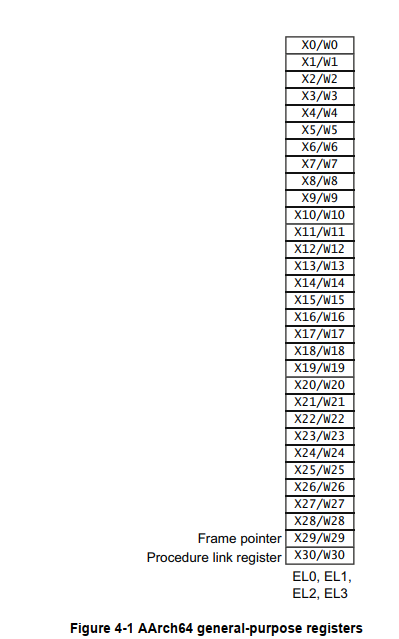 X0/W0
X1/W1
X2/W2
X3/W3
X4/W4
X5/W5
X6/W6
X7/W7
X8/W8
X9/W9
X10/W10
X11/W11
X12/W12
X13/W13
X14/W14
X15/W15
X16/W16
X17/W17
X18/W18
X19/W19
X20/W20
X21/W21
X22/W22
X23/W23
X24/W24
X25/W25
X26/W26
X27/W27
X28/W28
Frame pointer X29/W29
Procedure link register X30/W30
EL0, EL1,
EL2, EL3
Figure 4-1 AArch64 general-purpose registers